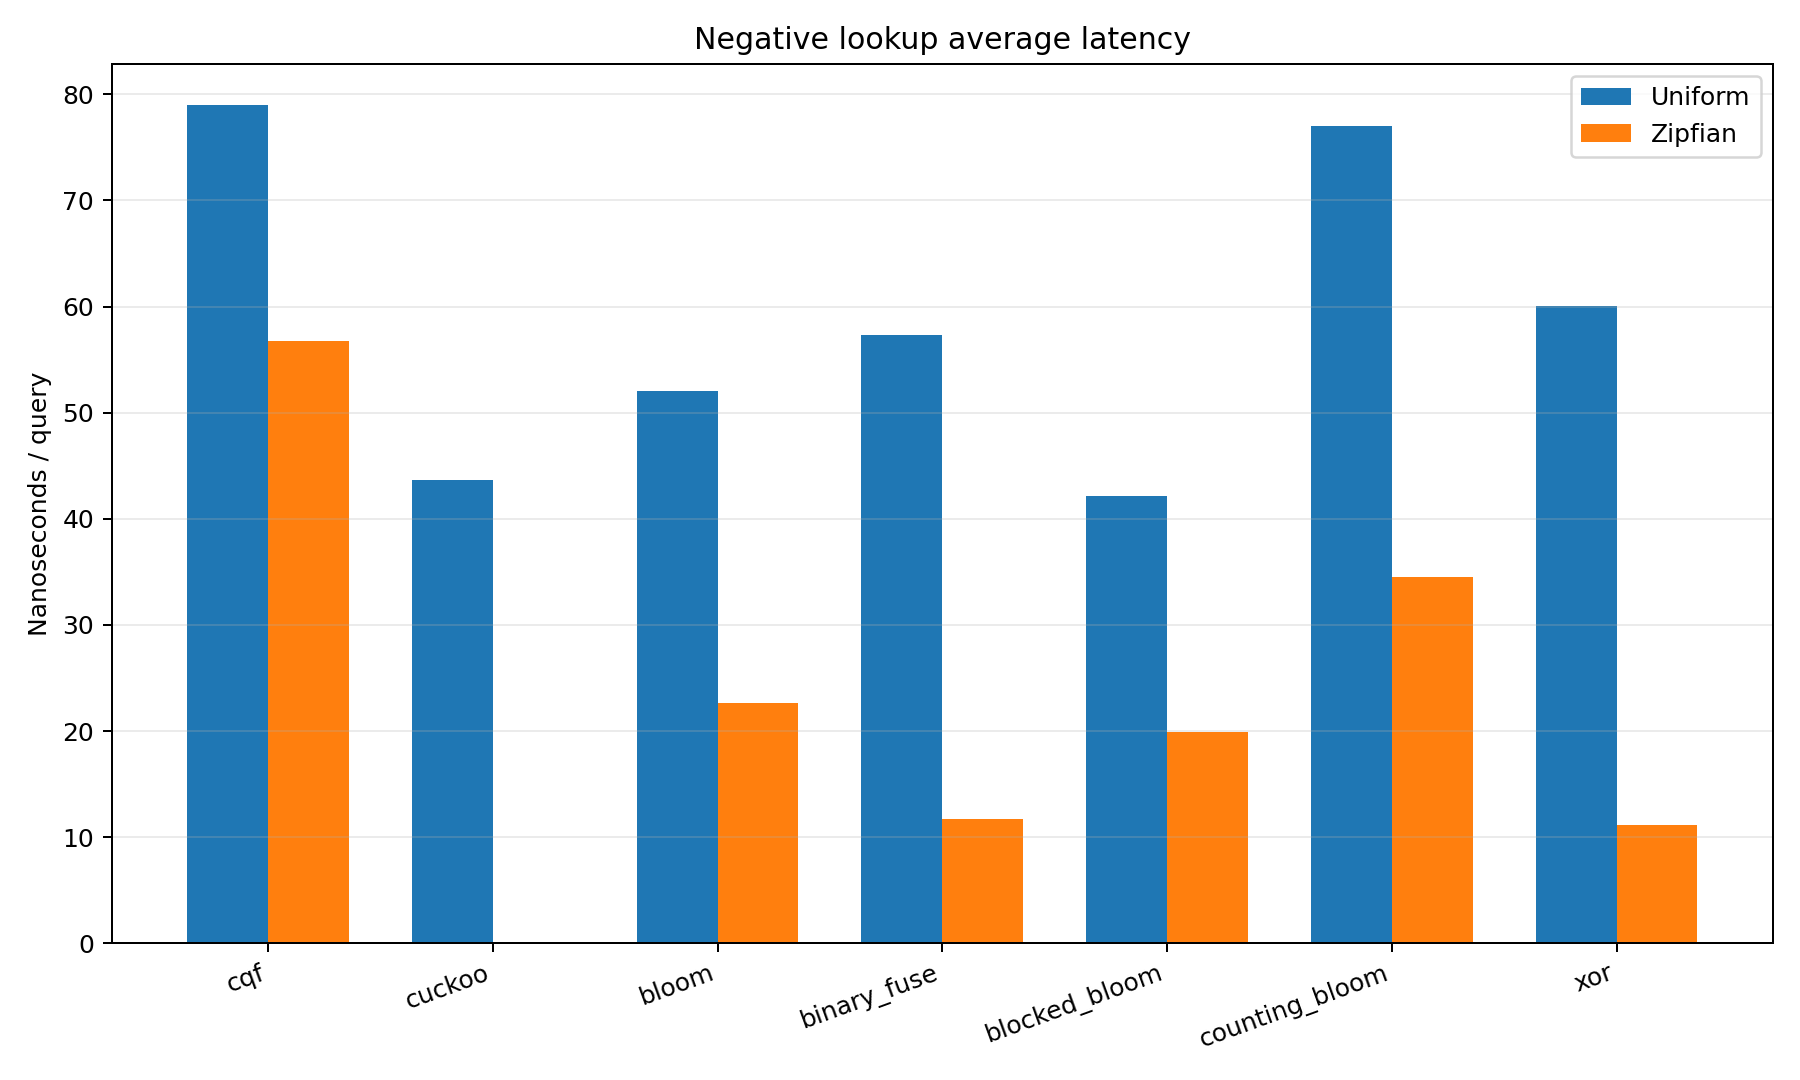 Negative lookup average latency
Uniform
Zipfian
Nanoseconds / query
80
70
60
50
40
30
20
10
0
cqf
cuckoo
bloom
binary_fuse
blocked_bloom
counting_bloom
xor